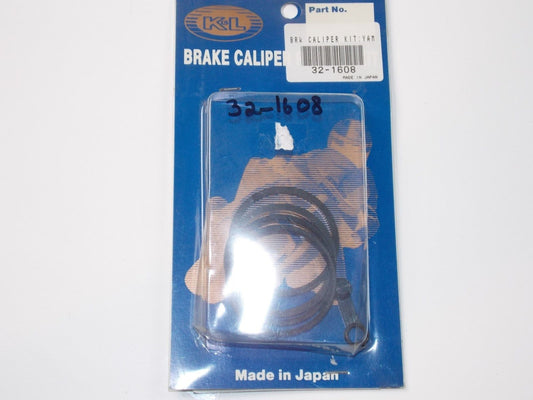 K&L
Part No.
BRAKE CALIPER
BRK CALIPER KIT:YAM
32-1608
MADE IN JAPAN
32-1608
Made in Japan